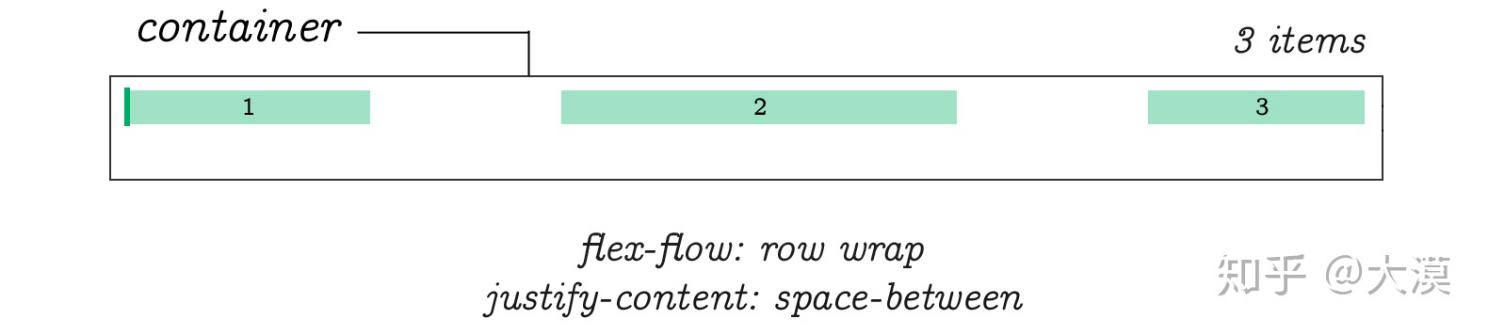 container
3 items
1 2 3
flex-flow: row wrap
justify-content: space-between
知乎 @大漠